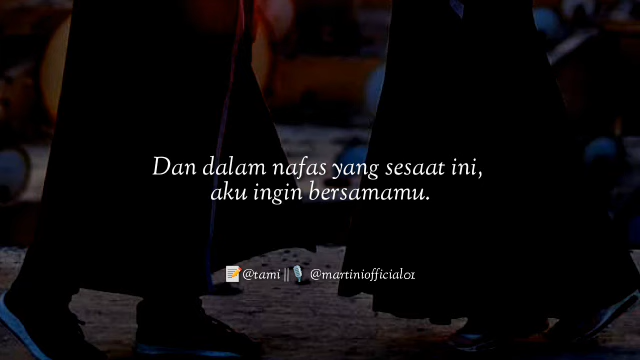 Dan dalam nafas yang sesaat ini,
aku ingin bersamamu.
📝@tami || 🎙️ @martiniofficial01